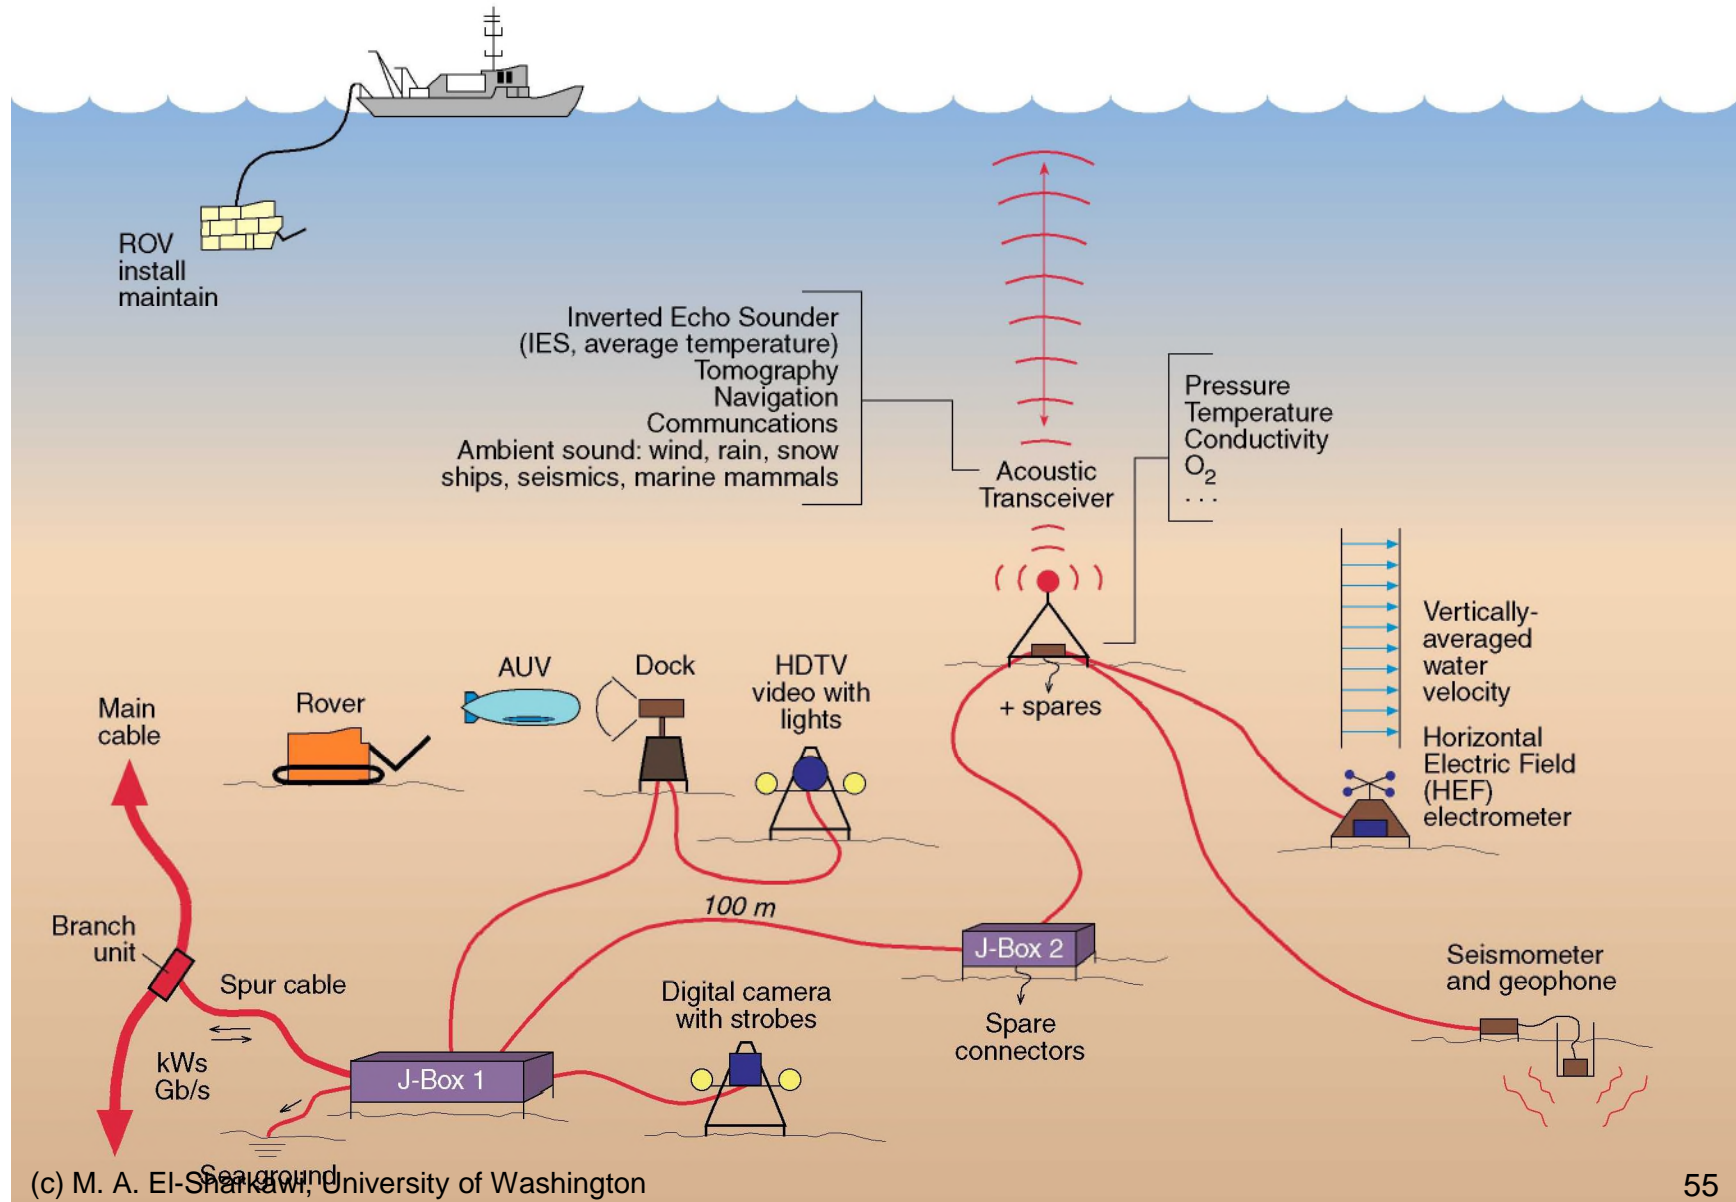 ROV
install
maintain
Inverted Echo Sounder
(IES, average temperature)
Tomography
Navigation
Communcations
Ambient sound: wind, rain, snow
ships, seismics, marine mammals
Acoustic
Transceiver
Pressure
Temperature
Conductivity
O2
. . .
Vertically-
averaged
water
velocity
Horizontal
Electric Field
(HEF)
electrometer
+ spares
HDTV
video with
lights
Dock
AUV
Rover
Main
cable
Branch
unit
Spur cable
kWs
Gb/s
100 m
J-Box 1
J-Box 2
Digital camera
with strobes
Spare
connectors
Seismometer
and geophone
Sea ground
(c) M. A. El-Sharkawi, University of Washington
55